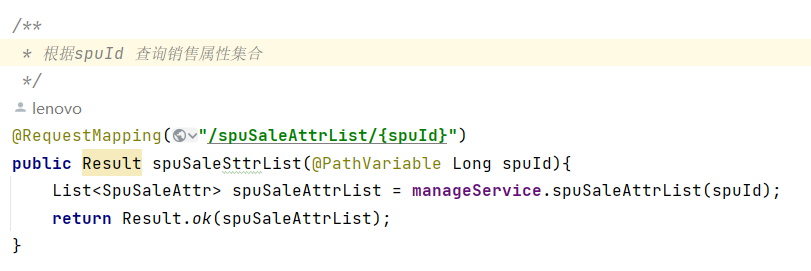 /**
* 根据spuId 查询销售属性集合
*/
lenovo
@RequestMapping("/spuSaleAttrList/{spuId}")
public Result spuSaleSttrList(@PathVariable Long spuId){
List<SpuSaleAttr> spuSaleAttrList = manageService.spuSaleAttrList(spuId);
return Result.ok(spuSaleAttrList);
}